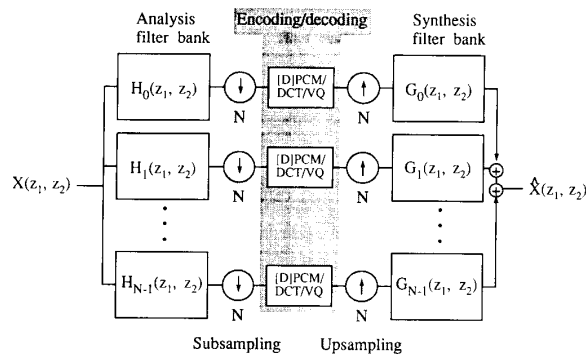 Analysis
filter bank
Encoding/decoding
Synthesis
filter bank
H0(z1, z2)
↓
N
[D]PCM/
DCT/VQ
↑
N
G0(z1, z2)
X(z1, z2)
H1(z1, z2)
↓
N
[D]PCM/
DCT/VQ
↑
N
G1(z1, z2)
+
+
X̂(z1, z2)
HN-1(z1, z2)
↓
N
[D]PCM/
DCT/VQ
↑
N
GN-1(z1, z2)
Subsampling
Upsampling